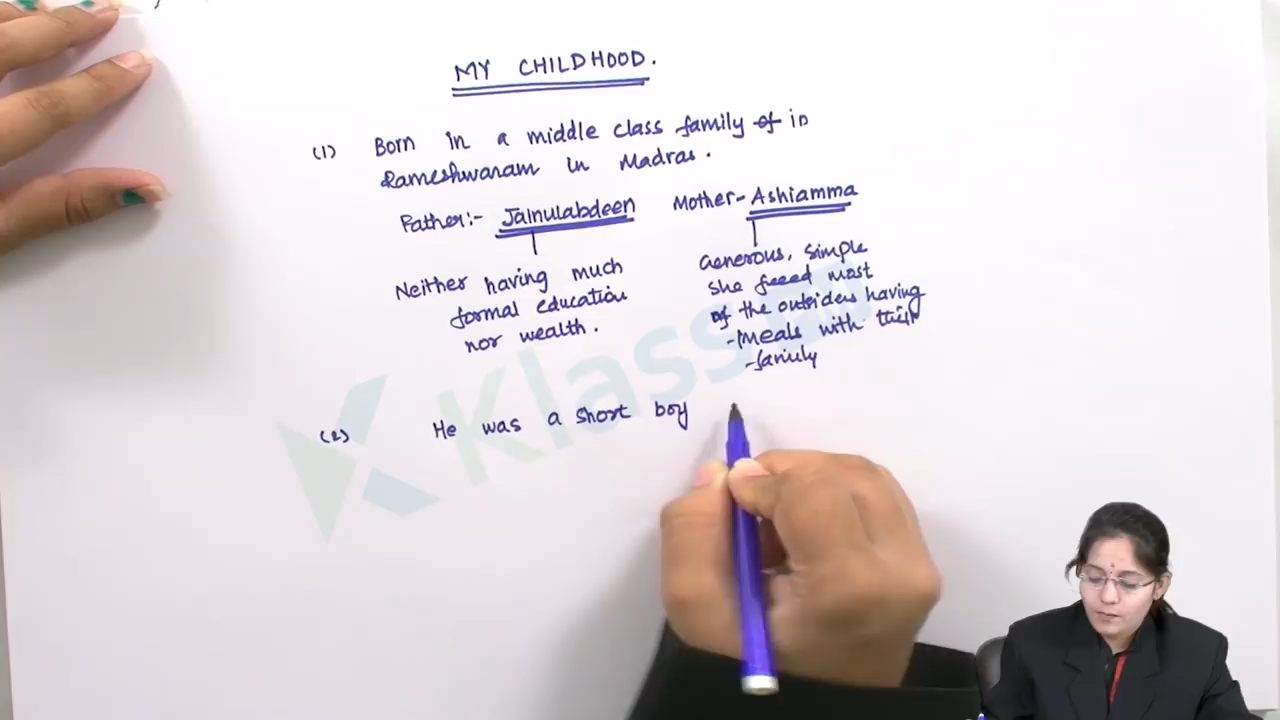 MY CHILDHOOD.
(1) Born in a middle class family of in
Rameshwaram in Madras.
Father:- Jainulabdeen Mother- Ashiamma
Neither having much
formal education
nor wealth.
Generous, simple
she feeed most
of the outsiders having
-meals with their
-family
(2) He was a short boy
Klass